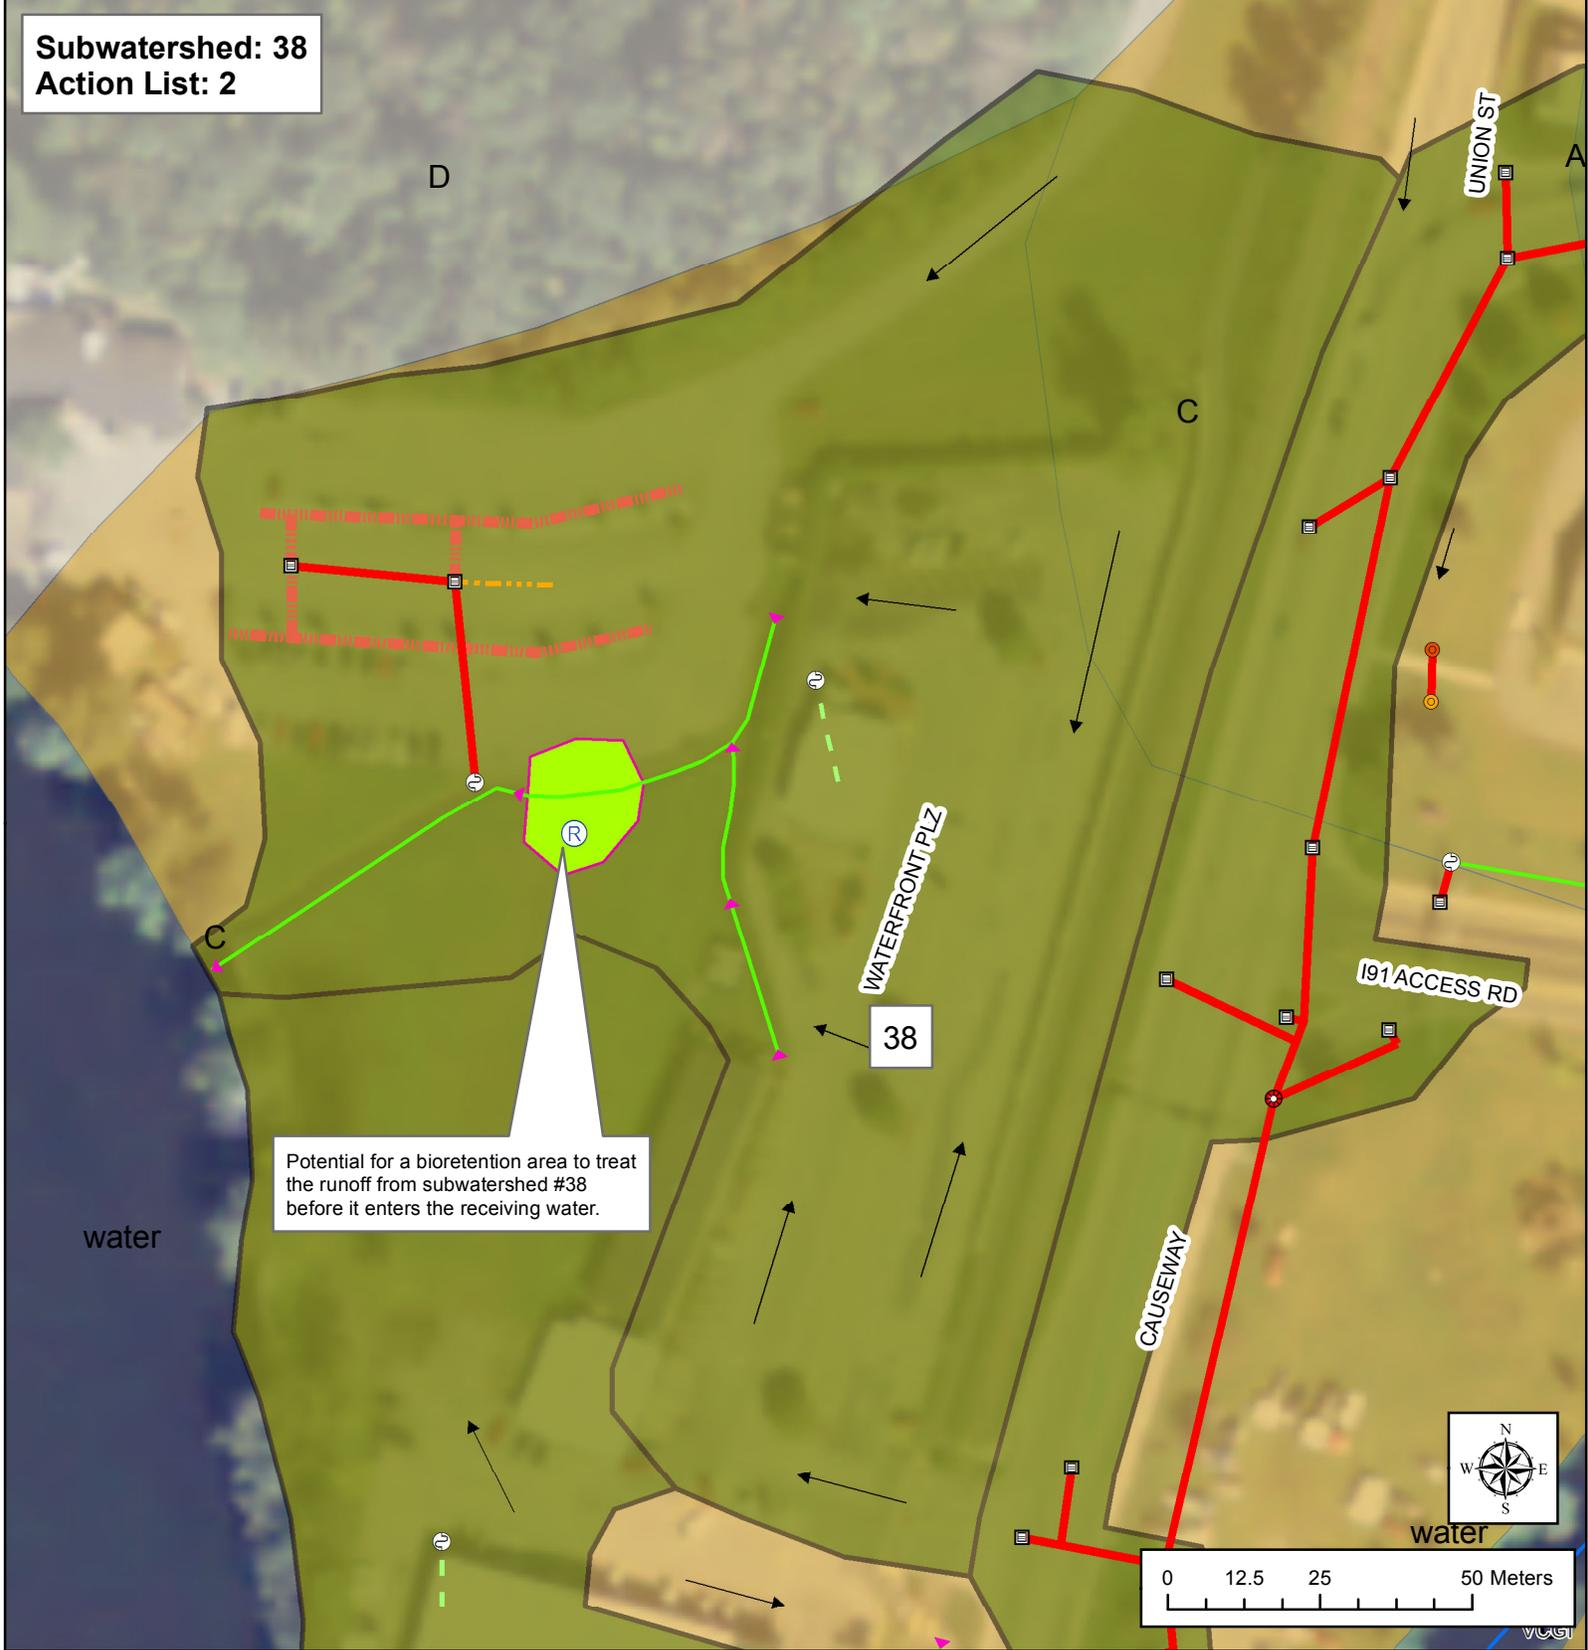 Subwatershed: 38
Action List: 2
D
UNION ST
A
C
R
C
WATERFRONT PLZ
I91 ACCESS RD
38
Potential for a bioretention area to treat
the runoff from subwatershed #38
before it enters the receiving water.
water
CAUSEWAY
N
W E
S
water
0 12.5 25 50 Meters
VCGI